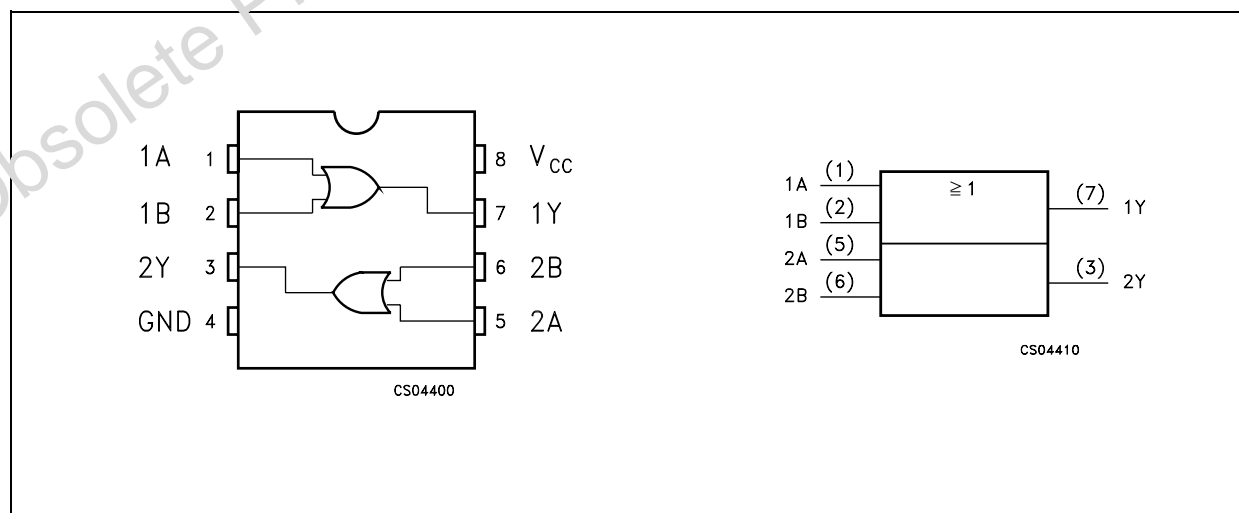 Obsolete P
1A 1
1B 2
2Y 3
GND 4
8 VCC
7 1Y
6 2B
5 2A
CS04400
1A (1)
1B (2)
2A (5)
2B (6)
≧ 1
(7) 1Y
(3) 2Y
CS04410